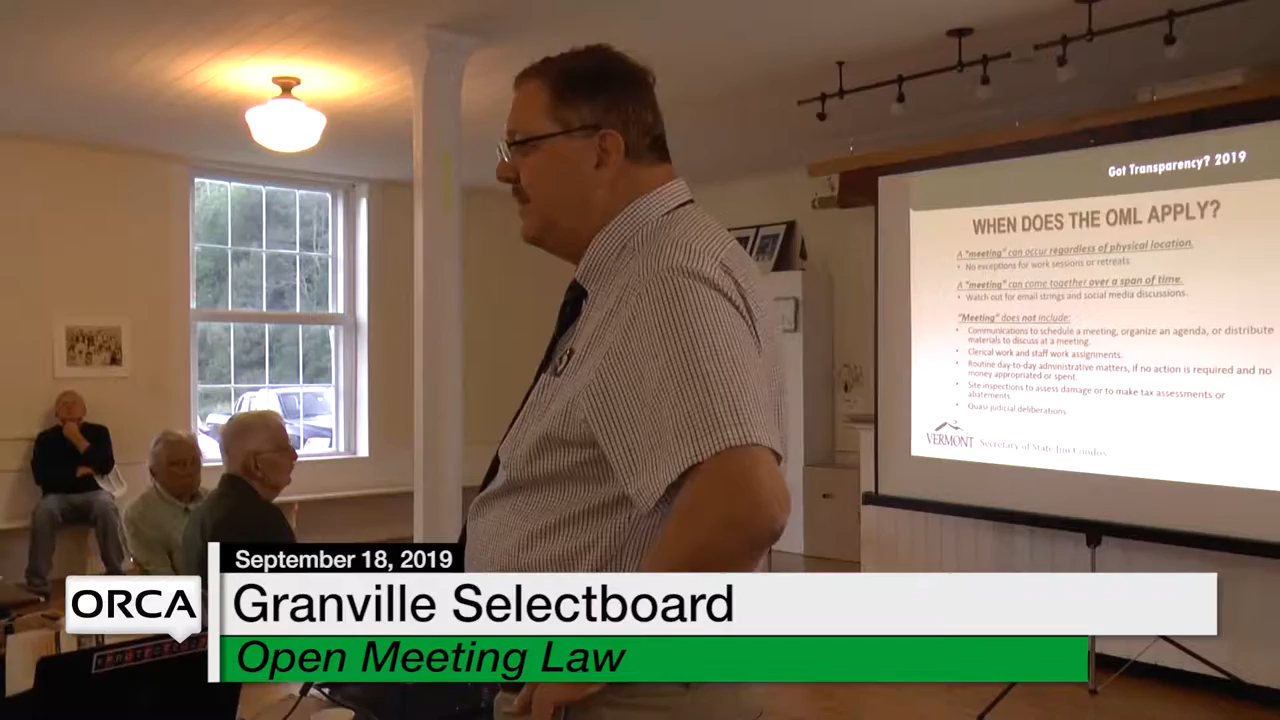 Got Transparency? 2019
WHEN DOES THE OML APPLY?
A "meeting" can occur regardless of physical location.
• No exceptions for work sessions or retreats.
A "meeting" can come together over a span of time.
• Watch out for email strings and social media discussions.
"Meeting" does not include:
• Communications to schedule a meeting, organize an agenda, or distribute
materials to discuss at a meeting.
• Clerical work and staff work assignments.
• Routine day-to-day administrative matters, if no action is required and no
money appropriated or spent.
• Site inspections to assess damage or to make tax assessments or
abatements.
• Quasi-judicial deliberations.
VERMONT Secretary of State Jim Condos
September 18, 2019
ORCA
Granville Selectboard
Open Meeting Law